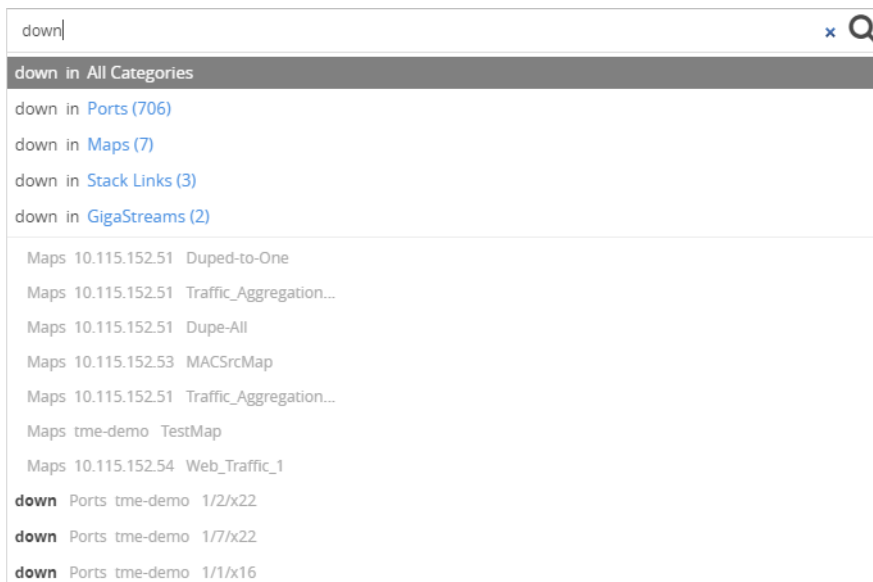 down
down in All Categories
down in Ports (706)
down in Maps (7)
down in Stack Links (3)
down in GigaStreams (2)
Maps 10.115.152.51 Duped-to-One
Maps 10.115.152.51 Traffic_Aggregation...
Maps 10.115.152.51 Dupe-All
Maps 10.115.152.53 MACSrcMap
Maps 10.115.152.51 Traffic_Aggregation...
Maps tme-demo TestMap
Maps 10.115.152.54 Web_Traffic_1
down Ports tme-demo 1/2/x22
down Ports tme-demo 1/7/x22
down Ports tme-demo 1/1/x16